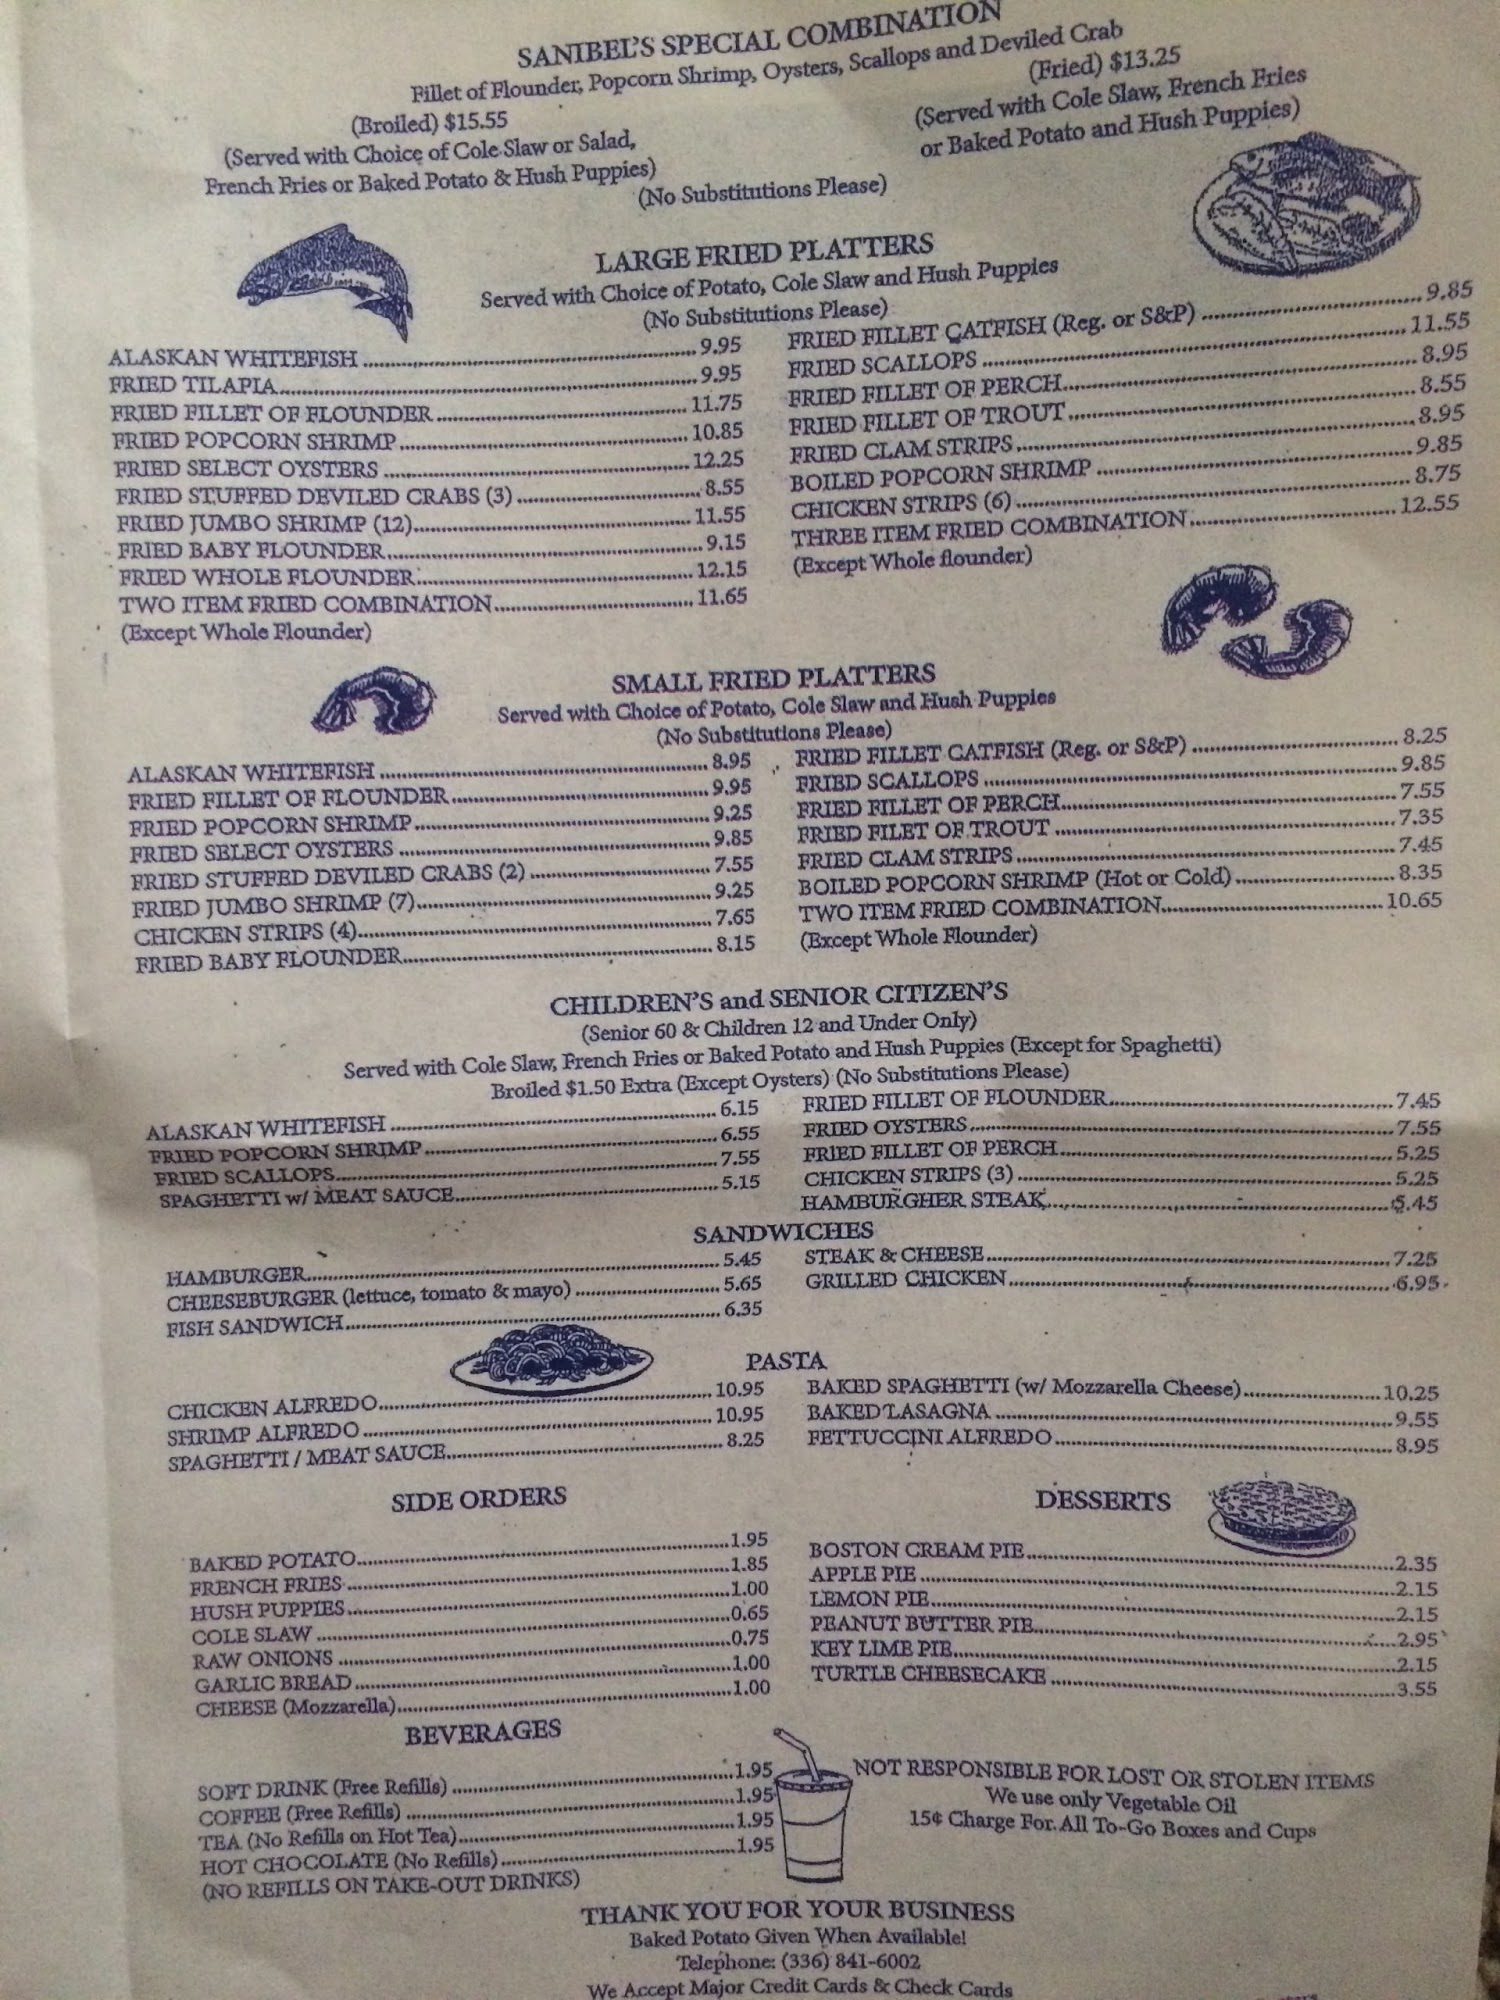 SANIBEL'S SPECIAL COMBINATION
Fillet of Flounder, Popcorn Shrimp, Oysters, Scallops and Deviled Crab
(Broiled) $15.55
(Served with Choice of Cole Slaw or Salad,
French Fries or Baked Potato & Hush Puppies)
(Fried) $13.25
(Served with Cole Slaw, French Fries
or Baked Potato and Hush Puppies)
(No Substitutions Please)
LARGE FRIED PLATTERS
Served with Choice of Potato, Cole Slaw and Hush Puppies
(No Substitutions Please)
ALASKAN WHITEFISH 9.95
FRIED TILAPIA 9.95
FRIED FILLET OF FLOUNDER 11.75
FRIED POPCORN SHRIMP 10.85
FRIED SELECT OYSTERS 12.25
FRIED STUFFED DEVILED CRABS (3) 8.55
FRIED JUMBO SHRIMP (12) 11.55
FRIED BABY FLOUNDER 9.15
FRIED WHOLE FLOUNDER 12.15
TWO ITEM FRIED COMBINATION 11.65
(Except Whole Flounder)
FRIED FILLET CATFISH (Reg. or S&P) 9.85
FRIED SCALLOPS 11.55
FRIED FILLET OF PERCH 8.95
FRIED FILLET OF TROUT 8.55
FRIED CLAM STRIPS 8.95
BOILED POPCORN SHRIMP 9.85
CHICKEN STRIPS (6) 8.75
THREE ITEM FRIED COMBINATION 12.55
(Except Whole flounder)
SMALL FRIED PLATTERS
Served with Choice of Potato, Cole Slaw and Hush Puppies
(No Substitutions Please)
ALASKAN WHITEFISH 8.95
FRIED FILLET OF FLOUNDER 9.95
FRIED POPCORN SHRIMP 9.25
FRIED SELECT OYSTERS 9.85
FRIED STUFFED DEVILED CRABS (2) 7.55
FRIED JUMBO SHRIMP (7) 9.25
CHICKEN STRIPS (4) 7.65
FRIED BABY FLOUNDER 8.15
FRIED FILLET CATFISH (Reg. or S&P) 8.25
FRIED SCALLOPS 9.85
FRIED FILLET OF PERCH 7.55
FRIED FILET OF TROUT 7.35
FRIED CLAM STRIPS 7.45
BOILED POPCORN SHRIMP (Hot or Cold) 8.35
TWO ITEM FRIED COMBINATION 10.65
(Except Whole Flounder)
CHILDREN'S and SENIOR CITIZEN'S
(Senior 60 & Children 12 and Under Only)
Served with Cole Slaw, French Fries or Baked Potato and Hush Puppies (Except for Spaghetti)
Broiled $1.50 Extra (Except Oysters) (No Substitutions Please)
ALASKAN WHITEFISH 6.15
FRIED POPCORN SHRIMP 6.55
FRIED SCALLOPS 7.55
SPAGHETTI w/ MEAT SAUCE 5.15
FRIED FILLET OF FLOUNDER 7.45
FRIED OYSTERS 7.55
FRIED FILLET OF PERCH 5.25
CHICKEN STRIPS (3) 5.25
HAMBURGHER STEAK 5.45
SANDWICHES
HAMBURGER 5.45
CHEESEBURGER (lettuce, tomato & mayo) 5.65
FISH SANDWICH 6.35
STEAK & CHEESE 7.25
GRILLED CHICKEN 6.95
PASTA
CHICKEN ALFREDO 10.95
SHRIMP ALFREDO 10.95
SPAGHETTI / MEAT SAUCE 8.25
BAKED SPAGHETTI (w/ Mozzarella Cheese) 10.25
BAKED LASAGNA 9.55
FETTUCCINI ALFREDO 8.95
SIDE ORDERS
BAKED POTATO 1.95
FRENCH FRIES 1.85
HUSH PUPPIES 1.00
COLE SLAW 0.65
RAW ONIONS 0.75
GARLIC BREAD 1.00
CHEESE (Mozzarella) 1.00
DESSERTS
BOSTON CREAM PIE 2.35
APPLE PIE 2.15
LEMON PIE 2.15
PEANUT BUTTER PIE 2.95
KEY LIME PIE 2.15
TURTLE CHEESECAKE 3.55
BEVERAGES
SOFT DRINK (Free Refills) 1.95
COFFEE (Free Refills) 1.95
TEA (No Refills on Hot Tea) 1.95
HOT CHOCOLATE (No Refills) 1.95
(NO REFILLS ON TAKE-OUT DRINKS)
NOT RESPONSIBLE FOR LOST OR STOLEN ITEMS
We use only Vegetable Oil
15¢ Charge For All To-Go Boxes and Cups
THANK YOU FOR YOUR BUSINESS
Baked Potato Given When Available!
Telephone: (336) 841-6002
We Accept Major Credit Cards & Check Cards